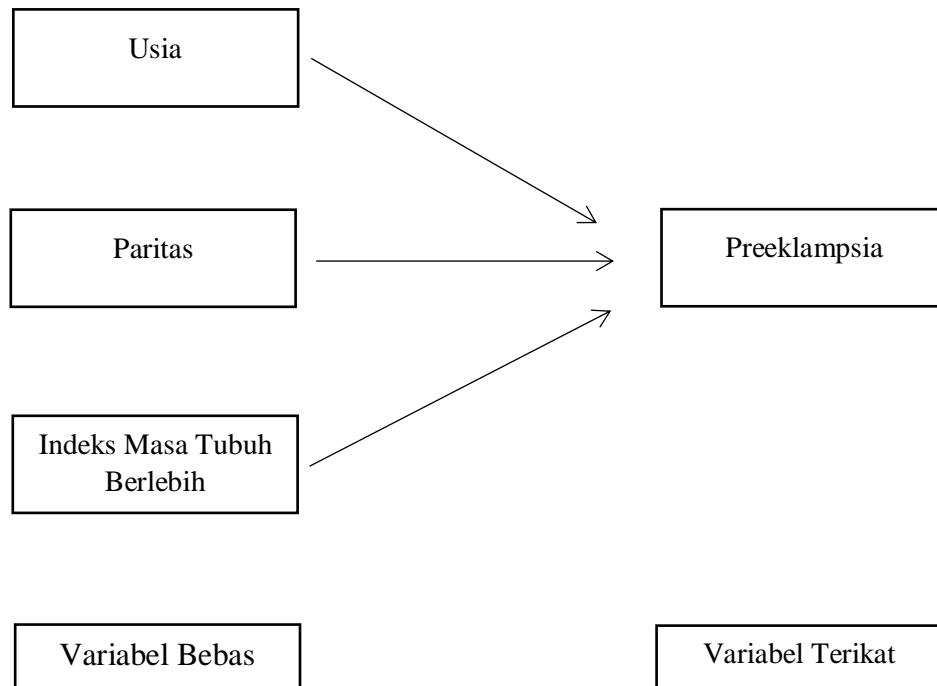 Usia
Paritas
Preeklampsia
Indeks Masa Tubuh
Berlebih
Variabel Bebas
Variabel Terikat